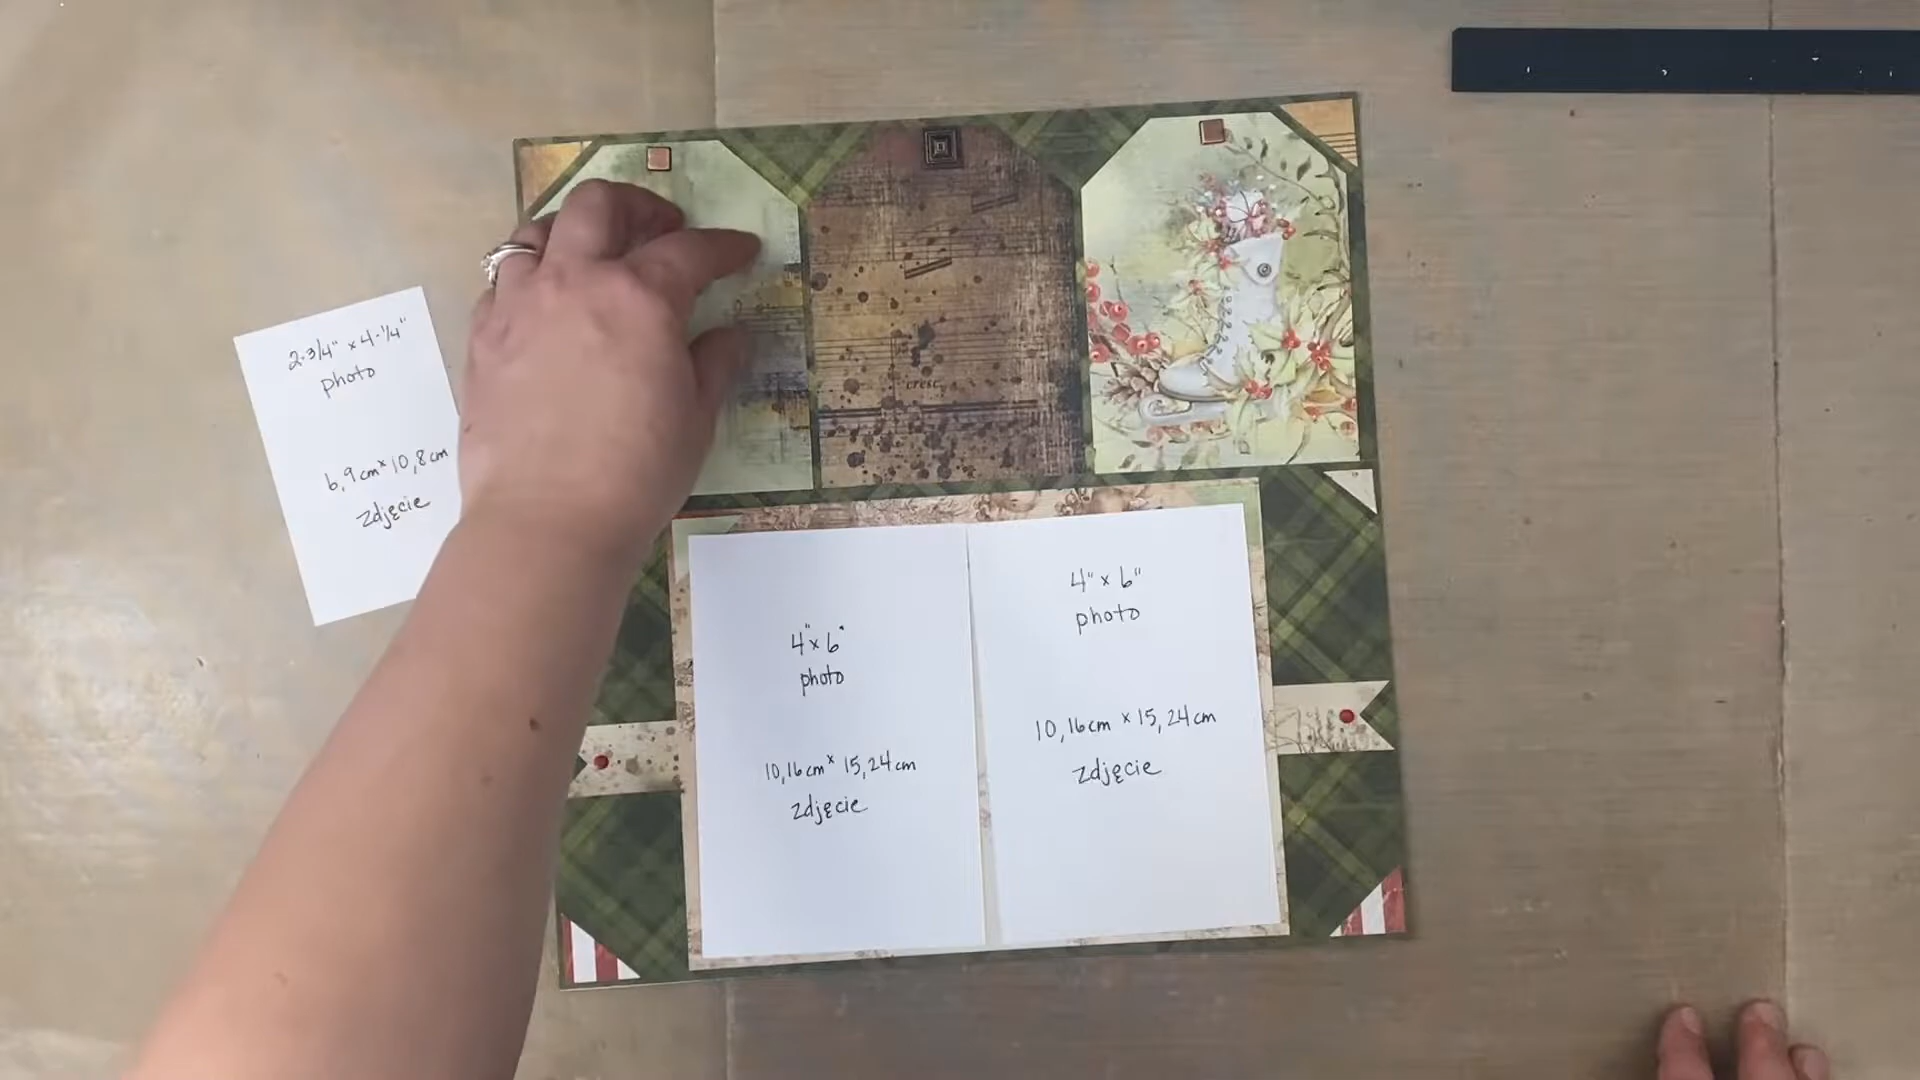 2-3/4" x 4-1/4"
photo
6,9cm x 10,8cm
zdjęcie
cresc.
4" x 6"
photo
10,16cm x 15,24cm
zdjęcie
4" x 6"
photo
10,16cm x 15,24cm
zdjęcie